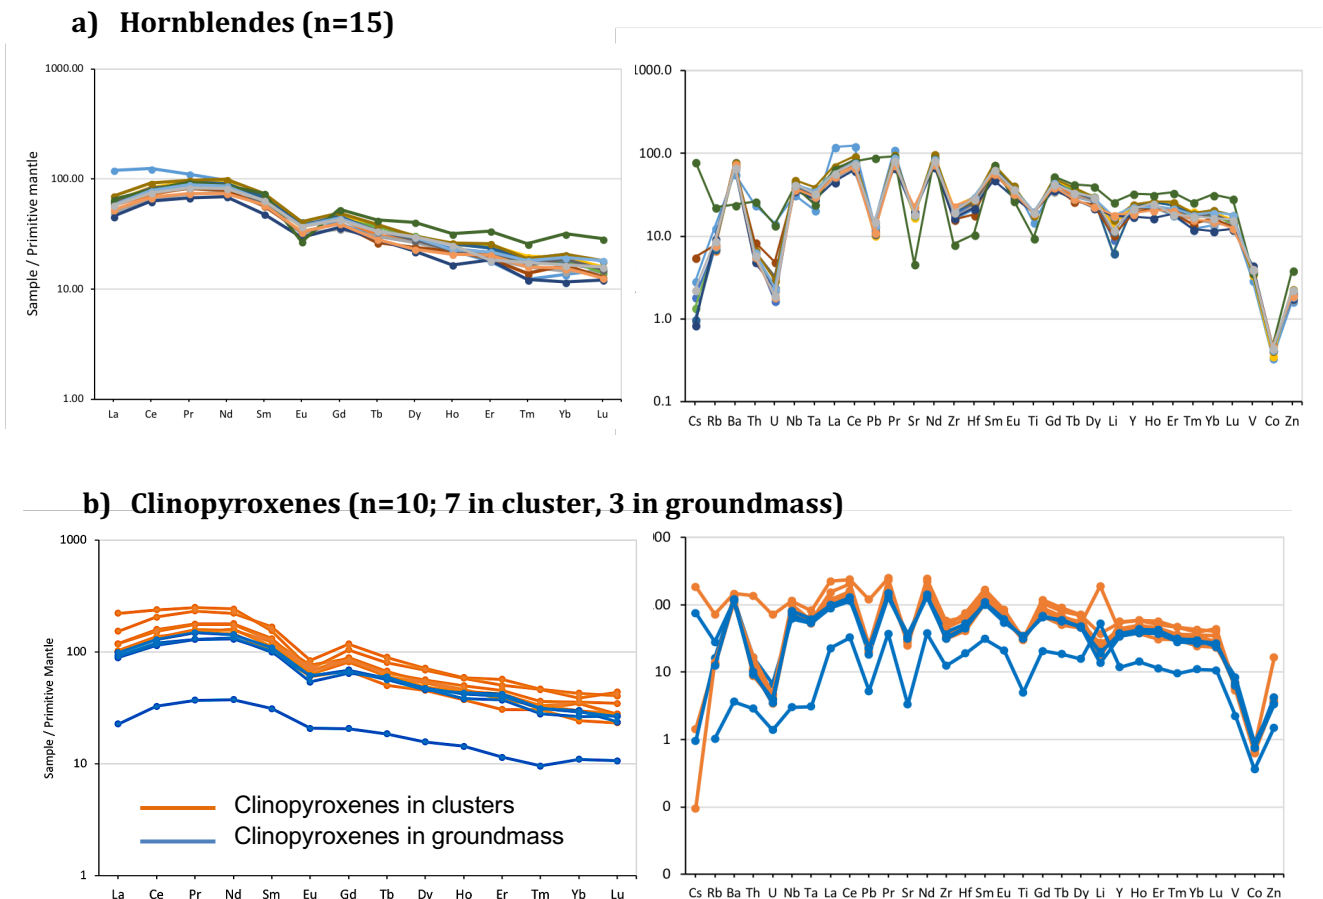 a) Hornblendes (n=15)
1000.00
100.00
10.00
1.00
Sample / Primitive mantle
La Ce Pr Nd Sm Eu Gd Tb Dy Ho Er Tm Yb Lu
1000.0
100.0
10.0
1.0
0.1
Cs Rb Ba Th U Nb Ta La Ce Pb Pr Sr Nd Zr Hf Sm Eu Ti Gd Tb Dy Li Y Ho Er Tm Yb Lu V Co Zn
b) Clinopyroxenes (n=10; 7 in cluster, 3 in groundmass)
1000
100
10
1
Sample / Primitive Mantle
Clinopyroxenes in clusters
Clinopyroxenes in groundmass
La Ce Pr Nd Sm Eu Gd Tb Dy Ho Er Tm Yb Lu
00
00
10
1
0
0
Cs Rb Ba Th U Nb Ta La Ce Pb Pr Sr Nd Zr Hf Sm Eu Ti Gd Tb Dy Li Y Ho Er Tm Yb Lu V Co Zn